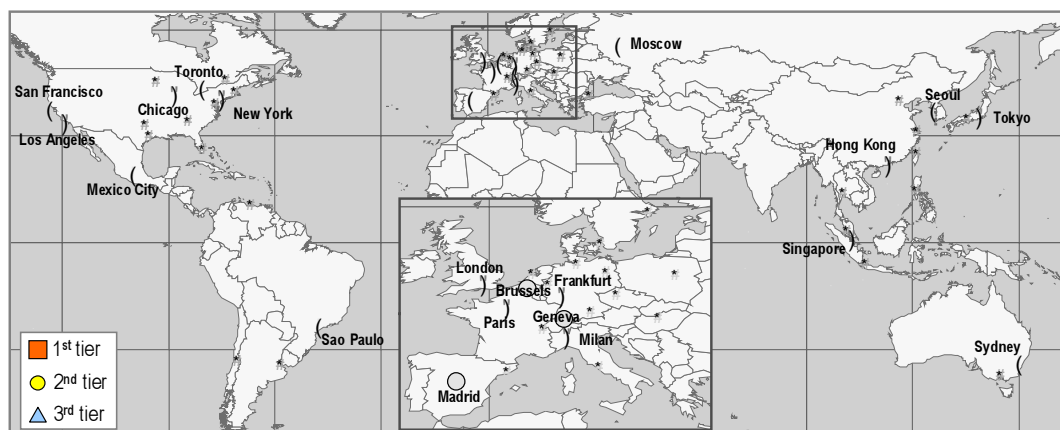 Moscow
Toronto
San Francisco
Chicago
New York
Los Angeles
Mexico City
Seoul
Tokyo
Hong Kong
Singapore
London
Brussels
Frankfurt
Paris
Geneva
Milan
Madrid
Sao Paulo
Sydney
1st tier
2nd tier
3rd tier